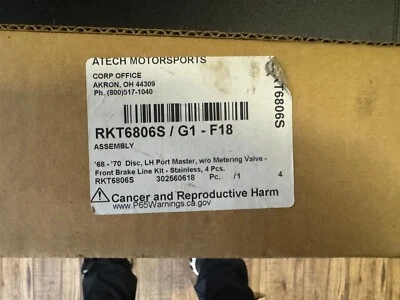 ATECH MOTORSPORTS
CORP OFFICE
AKRON, OH 44309
Ph. (800)517-1040
RKT6806S / G1 - F18
ASSEMBLY
'68 - '70 Disc, LH Port Master, w/o Metering Valve -
Front Brake Line Kit - Stainless, 4 Pcs.
RKT6806S 302560618 Pc. /1 4
Cancer and Reproductive Harm
www.P65Warnings.ca.gov
RKT6806S